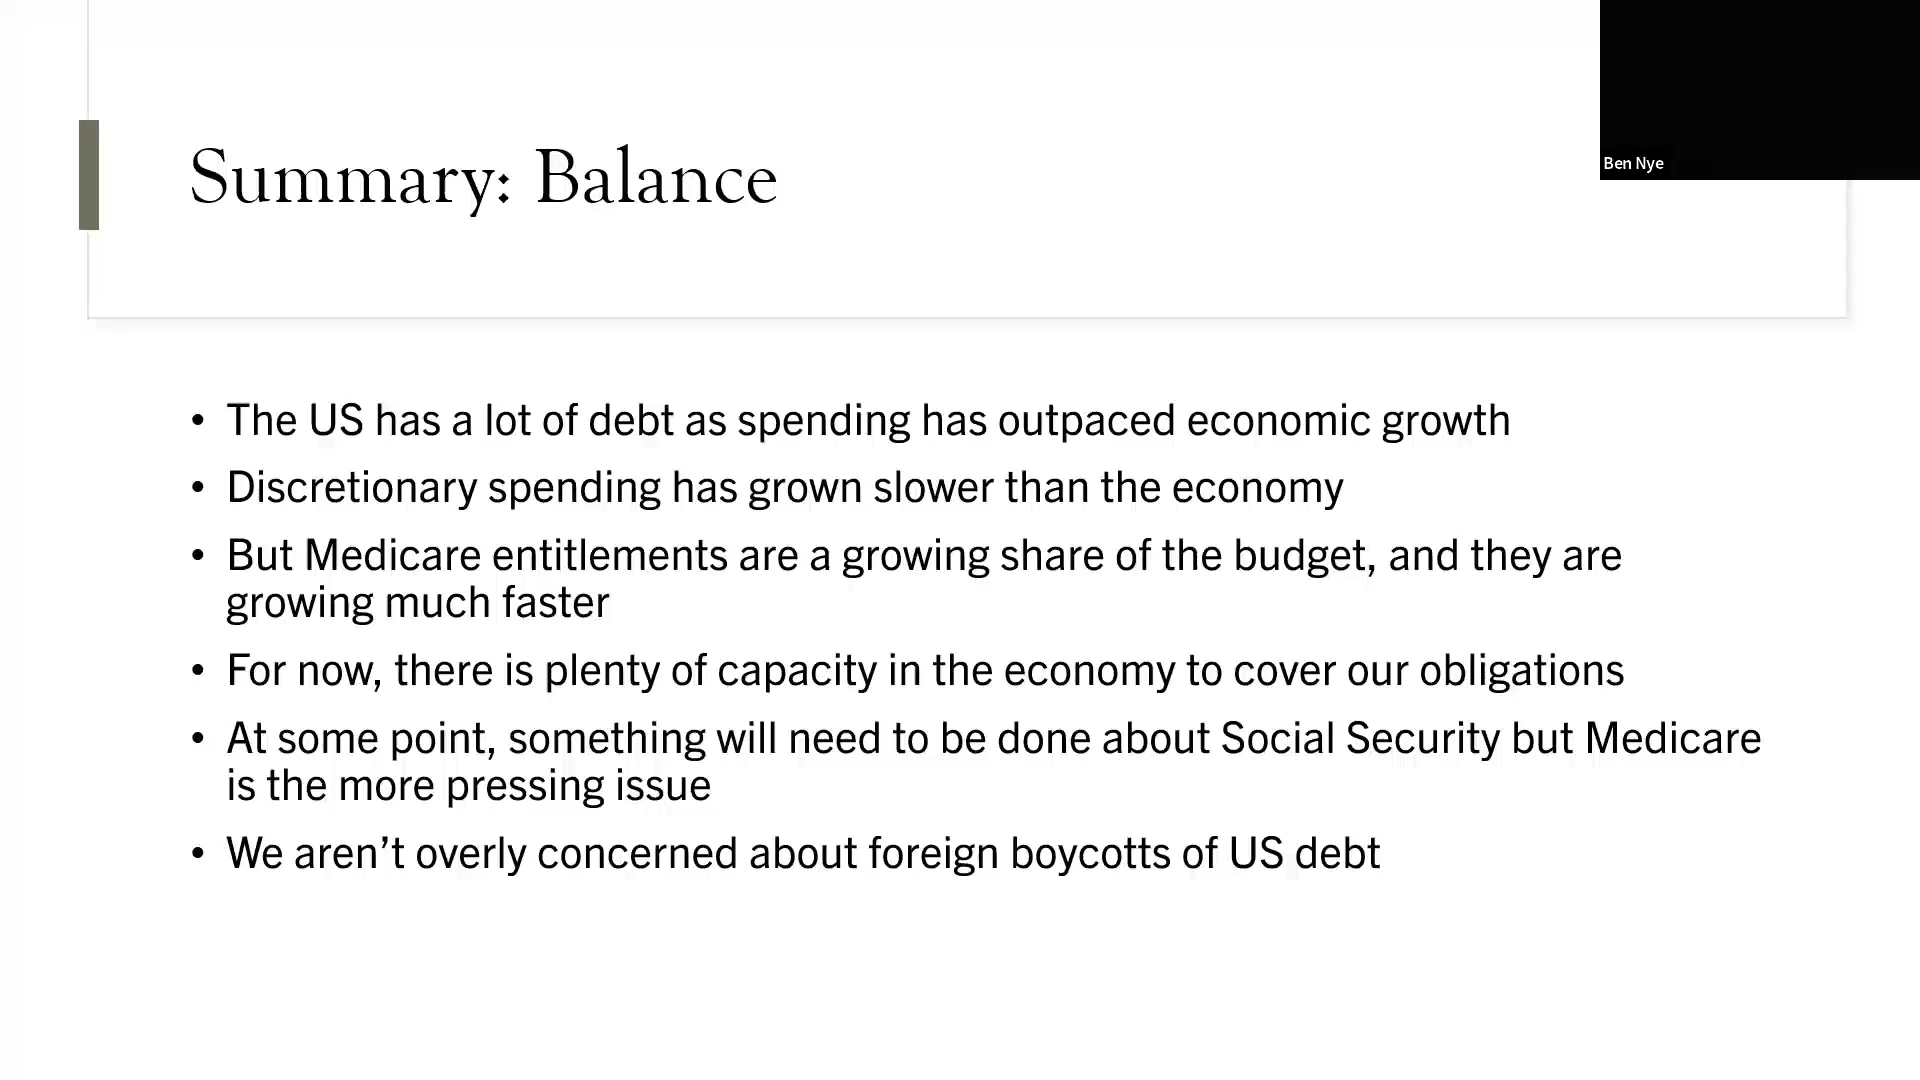 Ben Nye
Summary: Balance
• The US has a lot of debt as spending has outpaced economic growth
• Discretionary spending has grown slower than the economy
• But Medicare entitlements are a growing share of the budget, and they are
growing much faster
• For now, there is plenty of capacity in the economy to cover our obligations
• At some point, something will need to be done about Social Security but Medicare
is the more pressing issue
• We aren’t overly concerned about foreign boycotts of US debt